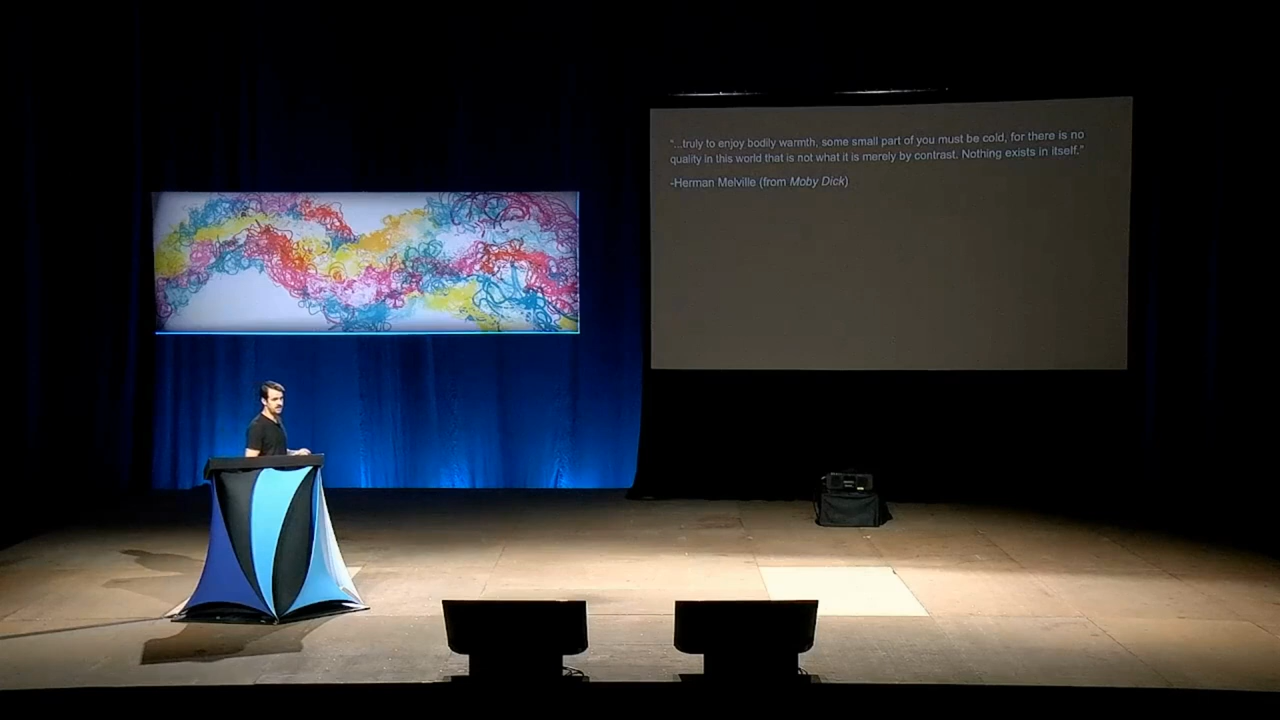 "...truly to enjoy bodily warmth, some small part of you must be cold, for there is no
quality in this world that is not what it is merely by contrast. Nothing exists in itself."
-Herman Melville (from Moby Dick)